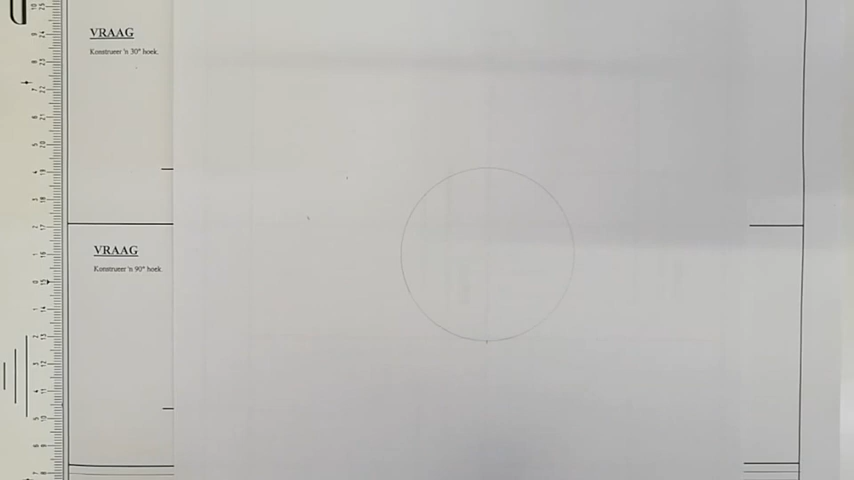 VRAAG
Konstrueer 'n 30° hoek.
VRAAG
Konstrueer 'n 90° hoek.